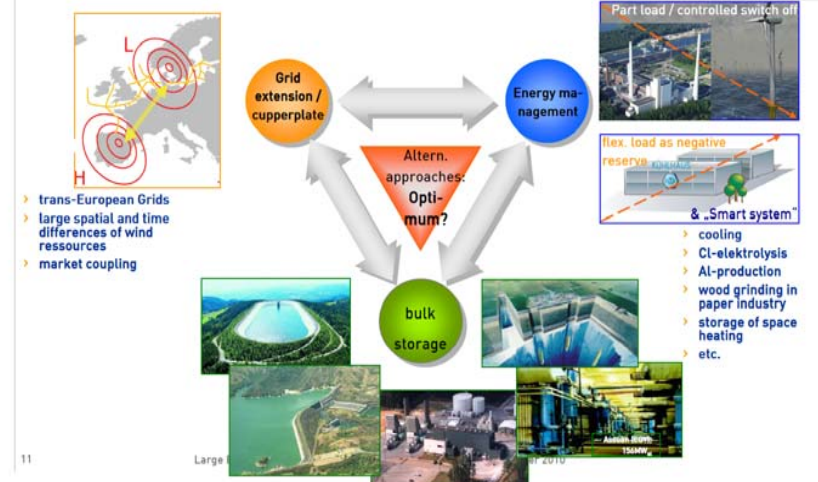 L
H
Grid
extension /
cupperplate
Energy ma-
nagement
Altern.
approaches:
Opti-
mum?
bulk
storage
Part load / controlled switch off
flex. load as negative
reserve
& „Smart system"
› trans-European Grids
› large spatial and time
differences of wind
ressources
› market coupling
› cooling
› Cl-elektrolysis
› Al-production
› wood grinding in
paper industry
› storage of space
heating
› etc.
156MW
11
Large
2010